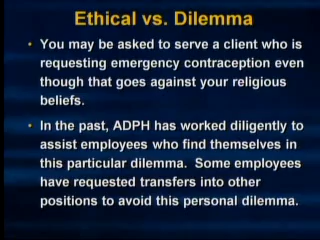 Ethical vs. Dilemma
• You may be asked to serve a client who is
requesting emergency contraception even
though that goes against your religious
beliefs.
• In the past, ADPH has worked diligently to
assist employees who find themselves in
this particular dilemma. Some employees
have requested transfers into other
positions to avoid this personal dilemma.